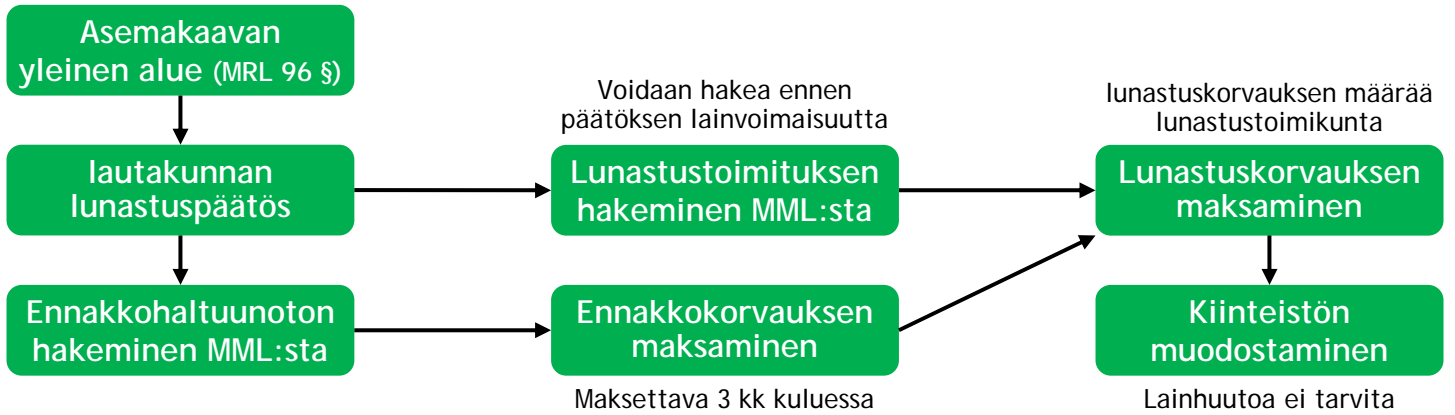 Asemakaavan
yleinen alue (MRL 96 §)
Voidaan hakea ennen
päätöksen lainvoimaisuutta
lunastuskorvauksen määrää
lunastustoimikunta
lautakunnan
lunastuspäätös
Lunastustoimituksen
hakeminen MML:sta
Lunastuskorvauksen
maksaminen
Ennakkohaltuunoton
hakeminen MML:sta
Ennakkokorvauksen
maksaminen
Kiinteistön
muodostaminen
Maksettava 3 kk kuluessa
Lainhuutoa ei tarvita